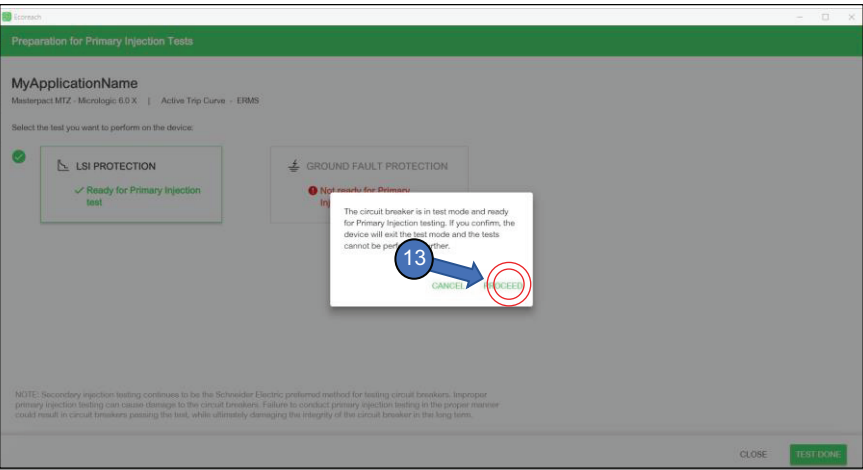 Ecoreach
Preparation for Primary Injection Tests
MyApplicationName
Masterpact MTZ - Micrologic 6.0 X | Active Trip Curve - ERMS
Select the test you want to perform on the device:
LSI PROTECTION
Ready for Primary Injection
test
GROUND FAULT PROTECTION
Not ready for Primary
The circuit breaker is in test mode and ready
for Primary Injection testing. If you confirm, the
device will exit the test mode and the tests
cannot be
13
CANCEL PROCEED
NOTE: Secondary injection testing continues to be the Schneider Electric preferred method for testing circuit breakers. Improper
primary injection testing can cause damage to the circuit breakers. Failure to conduct primary injection testing in the proper manner
could result in circuit breakers passing the test, while ultimately damaging the integrity of the circuit breaker in the long term.
CLOSE TEST DONE